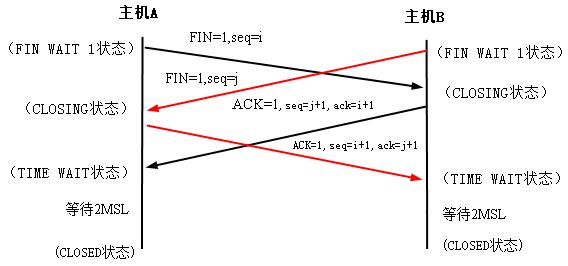 主机A
主机B
（FIN WAIT 1状态）
FIN=1,seq=i
（FIN WAIT 1状态）
FIN=1,seq=j
（CLOSING状态）
（CLOSING状态）
ACK=1, seq=j+1, ack=i+1
ACK=1, seq=i+1, ack=j+1
（TIME WAIT状态）
（TIME WAIT状态）
等待2MSL
等待2MSL
(CLOSED状态)
(CLOSED状态)